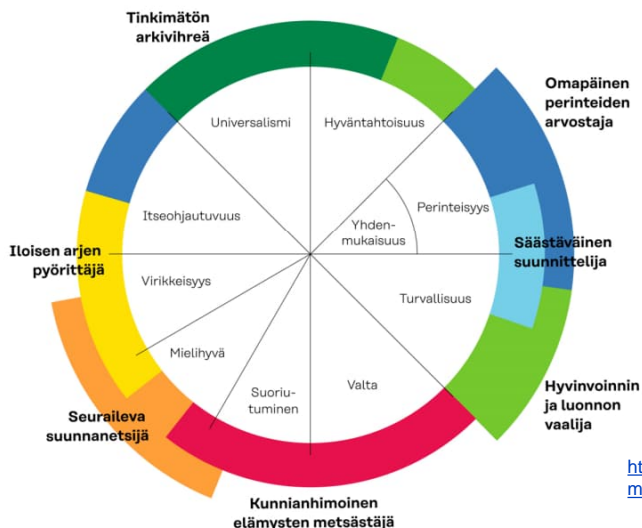 Tinkimätön
arkivihreä
Omapäinen
perinteiden
arvostaja
Universalismi
Hyväntahtoisuus
Itseohjautuvuus
Perinteisyys
Yhden-
mukaisuus
Iloisen arjen
pyörittäjä
Säästäväinen
suunnittelija
Virikkeisyys
Turvallisuus
Mielihyvä
Suoriu-
tuminen
Valta
Seuraileva
suunnanetsijä
Hyvinvoinnin
ja luonnon
vaalija
Kunnianhimoinen
elämysten metsästäjä